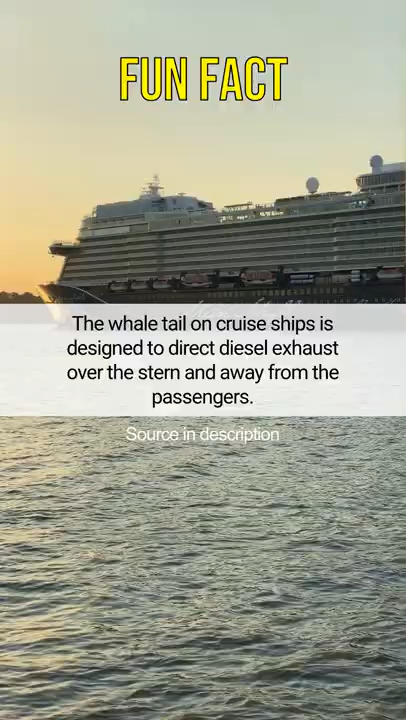 FUN FACT
The whale tail on cruise ships is
designed to direct diesel exhaust
over the stern and away from the
passengers.
Source in description